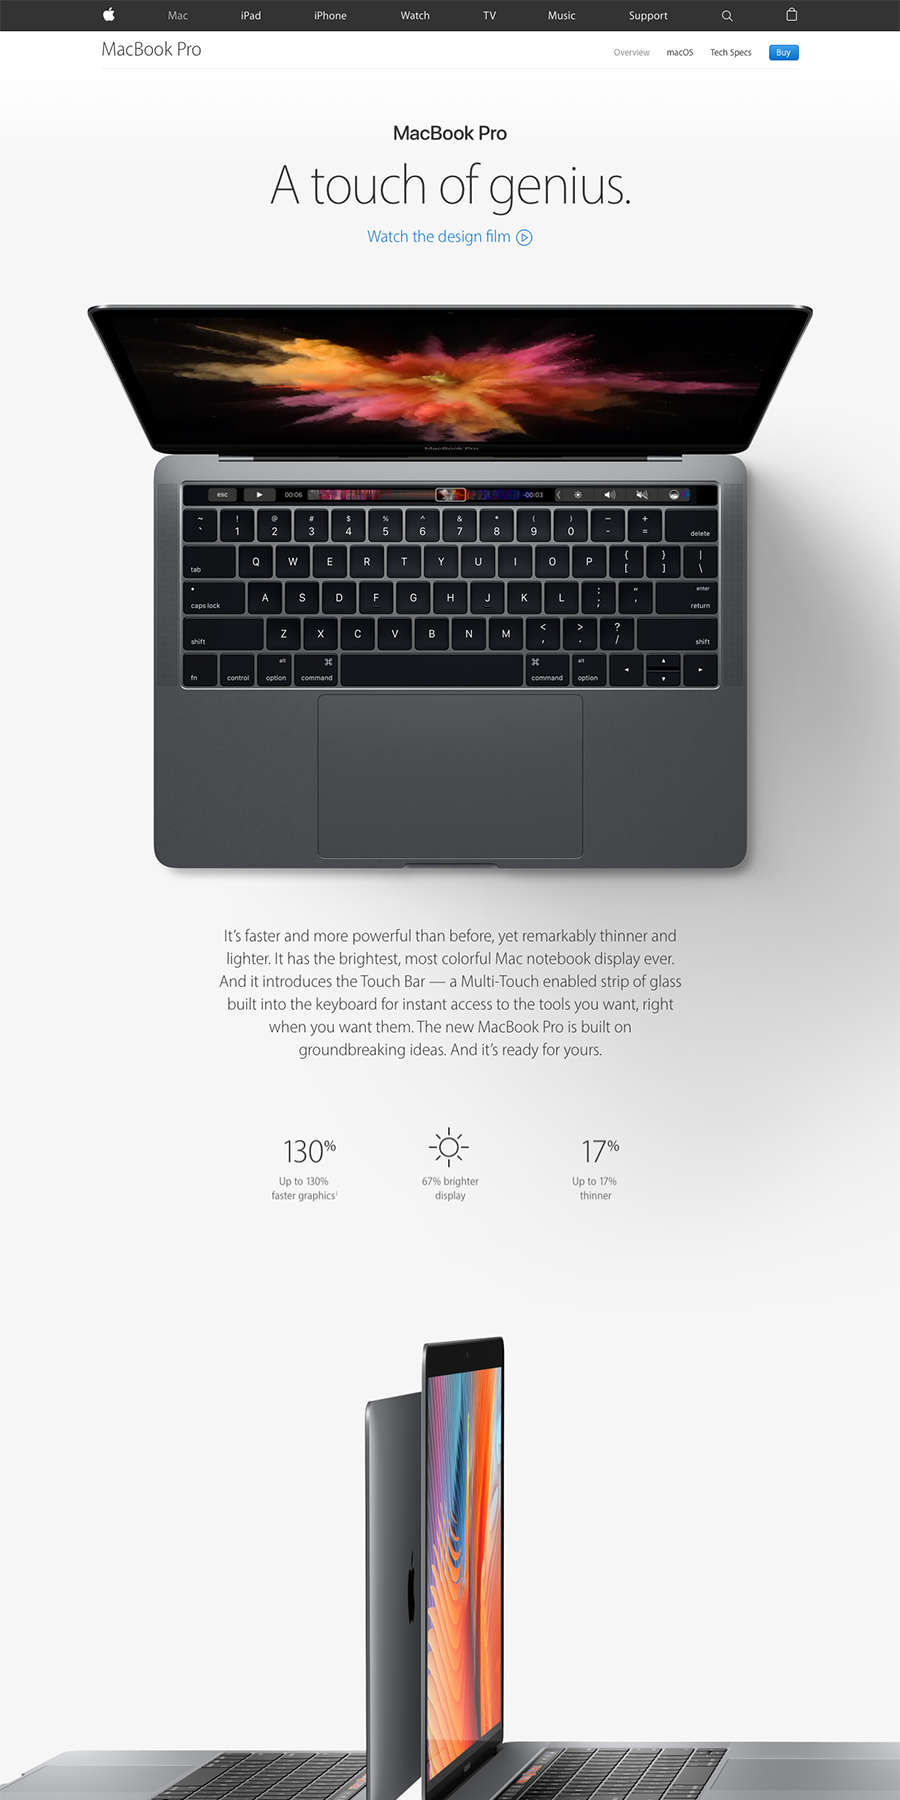 Mac iPad iPhone Watch TV Music Support
MacBook Pro
Overview macOS Tech Specs Buy
MacBook Pro
A touch of genius.
Watch the design film
MacBook Pro
esc 00:06 -00:03
~ ! @ # $ % ^ & * ( ) — +
` 1 2 3 4 5 6 7 8 9 0 - = delete
tab Q W E R T Y U I O P { [ } ] | \
caps lock A S D F G H J K L : ; " ' enter return
shift Z X C V B N M < , > . ? / shift
fn control alt option ⌘ command ⌘ command alt option
It's faster and more powerful than before, yet remarkably thinner and
lighter. It has the brightest, most colorful Mac notebook display ever.
And it introduces the Touch Bar — a Multi-Touch enabled strip of glass
built into the keyboard for instant access to the tools you want, right
when you want them. The new MacBook Pro is built on
groundbreaking ideas. And it's ready for yours.
130% 17%
Up to 130%
faster graphics¹
67% brighter
display
Up to 17%
thinner